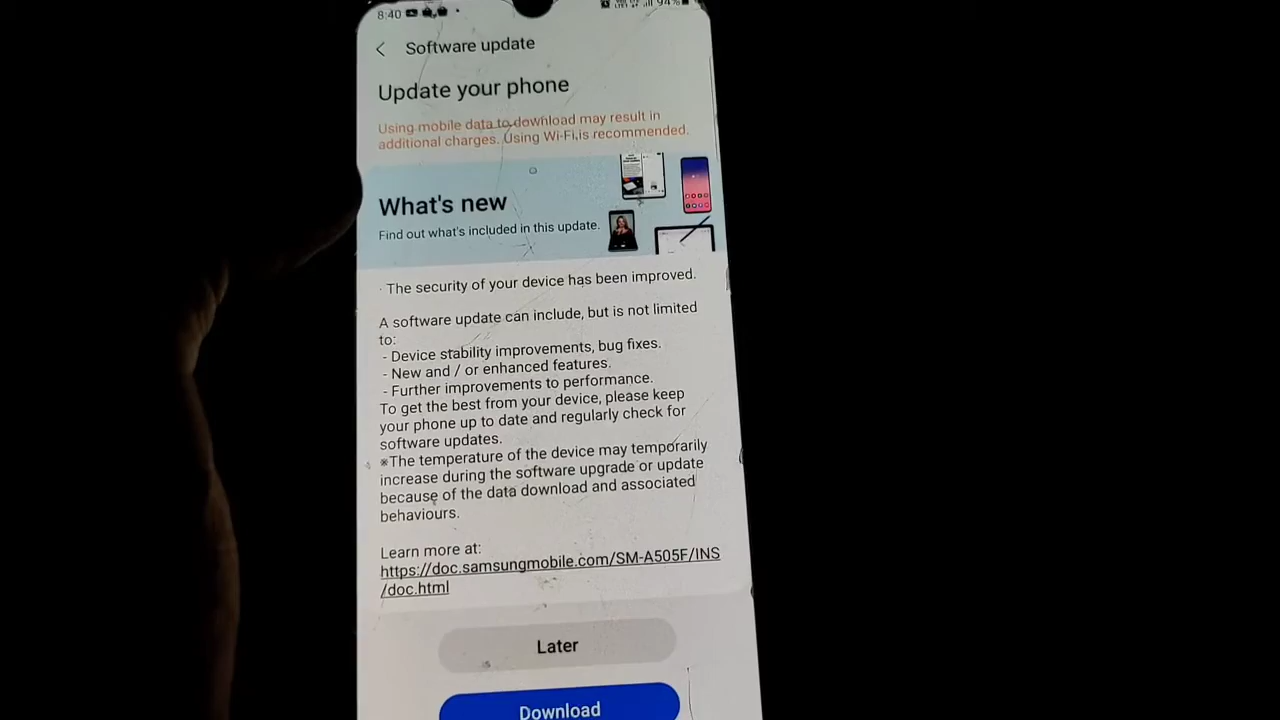 8:40
94%
Software update
Update your phone
Using mobile data to download may result in
additional charges. Using Wi-Fi is recommended.
What's new
Find out what's included in this update.
· The security of your device has been improved.
A software update can include, but is not limited
to:
- Device stability improvements, bug fixes.
- New and / or enhanced features.
- Further improvements to performance.
To get the best from your device, please keep
your phone up to date and regularly check for
software updates.
※The temperature of the device may temporarily
increase during the software upgrade or update
because of the data download and associated
behaviours.
Learn more at:
https://doc.samsungmobile.com/SM-A505F/INS
/doc.html
Later
Download